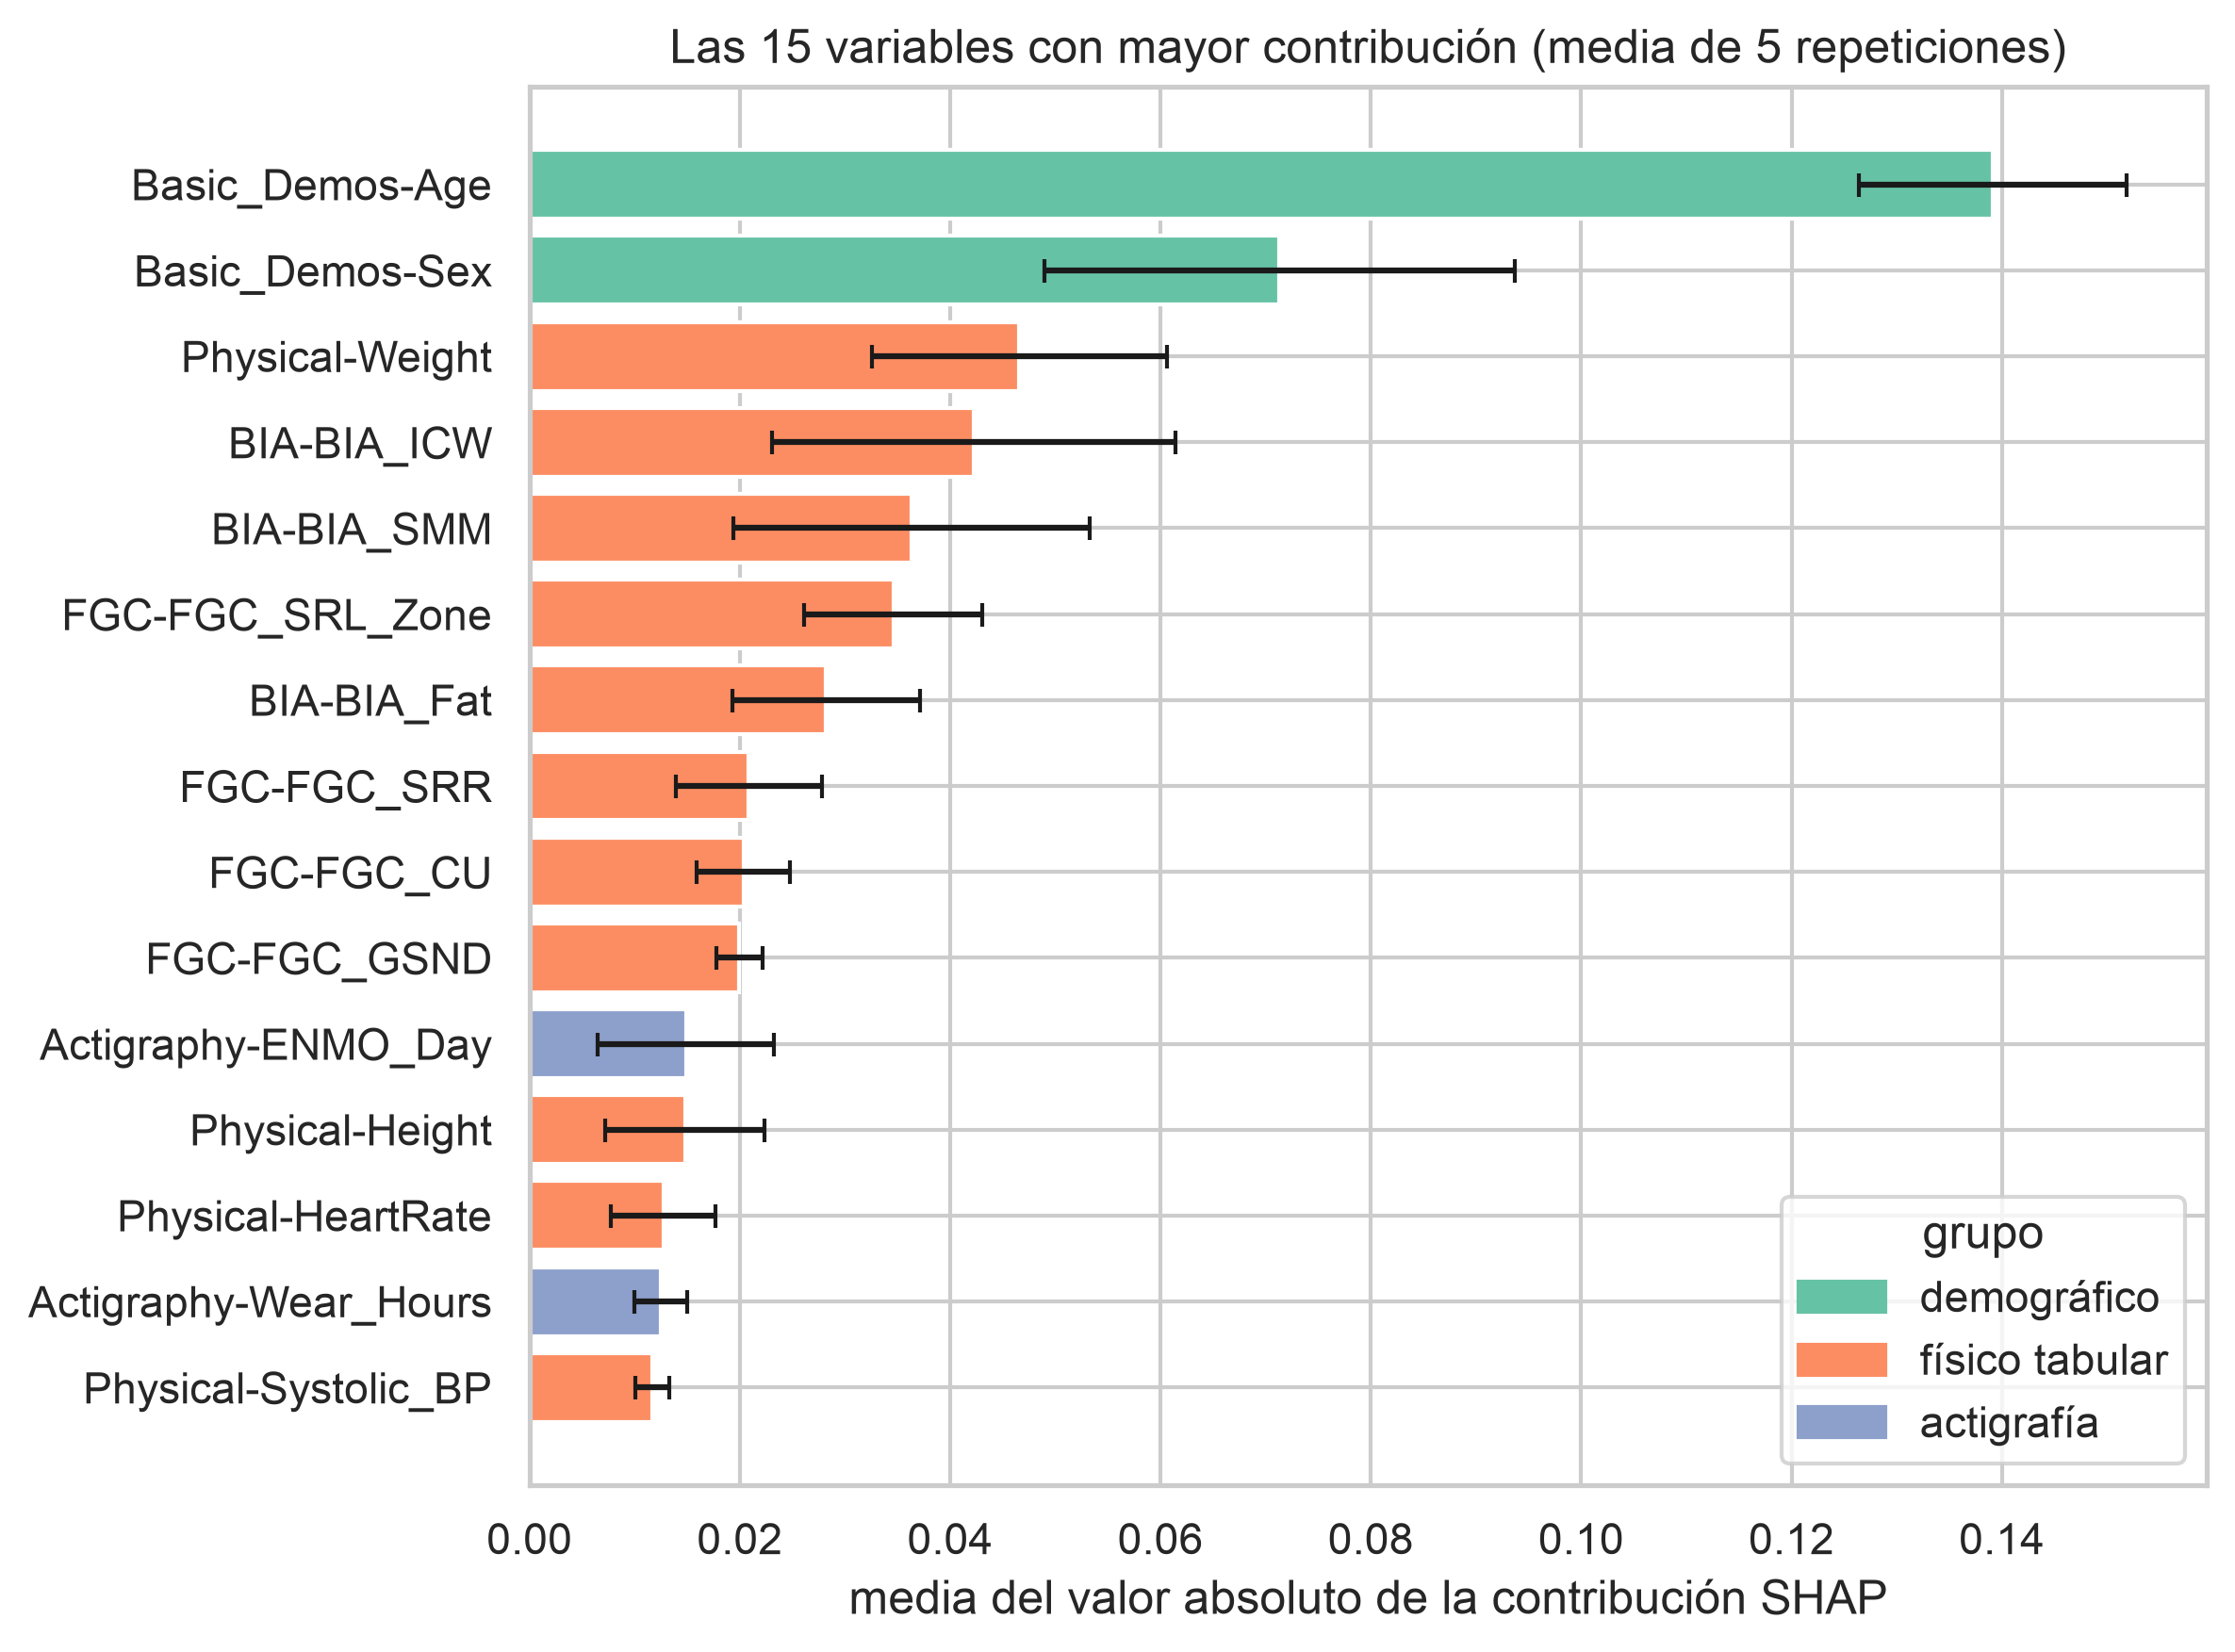 Las 15 variables con mayor contribución (media de 5 repeticiones)
Basic_Demos-Age
Basic_Demos-Sex
Physical-Weight
BIA-BIA_ICW
BIA-BIA_SMM
FGC-FGC_SRL_Zone
BIA-BIA_Fat
FGC-FGC_SRR
FGC-FGC_CU
FGC-FGC_GSND
Actigraphy-ENMO_Day
Physical-Height
Physical-HeartRate
Actigraphy-Wear_Hours
Physical-Systolic_BP
grupo
demográfico
físico tabular
actigrafía
0.00 0.02 0.04 0.06 0.08 0.10 0.12 0.14
media del valor absoluto de la contribución SHAP